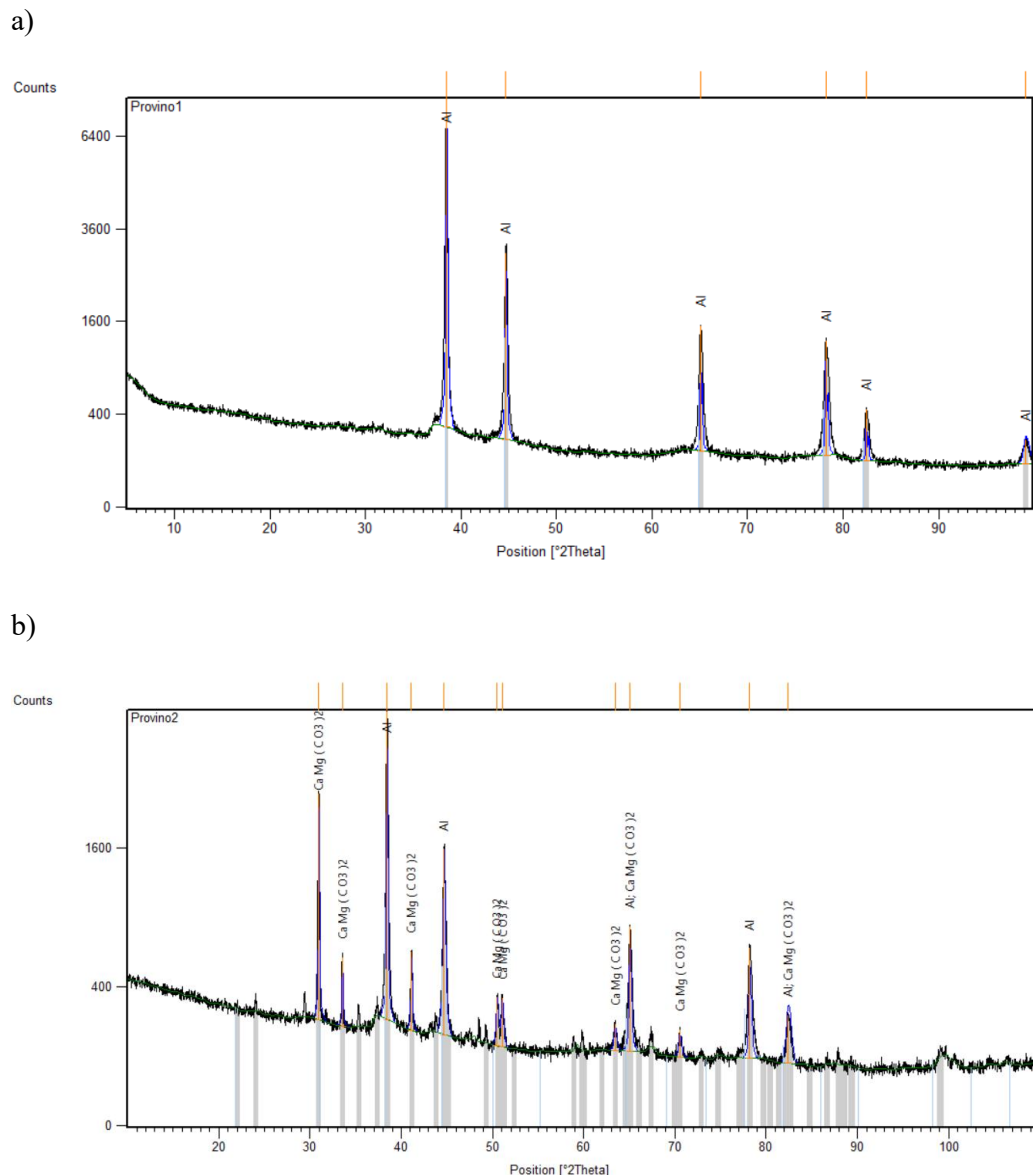 a)
Counts
Provino1
6400
3600
1600
400
0
Al
Al
Al
Al
Al
Al
10 20 30 40 50 60 70 80 90
Position [°2Theta]
b)
Counts
Provino2
1600
400
0
Ca Mg ( C O3 )2
Ca Mg ( C O3 )2
Al
Ca Mg ( C O3 )2
Al
Ca Mg ( C O3 )2
Ca Mg ( C O3 )2
Ca Mg ( C O3 )2
Al; Ca Mg ( C O3 )2
Ca Mg ( C O3 )2
Al
Al; Ca Mg ( C O3 )2
20 30 40 50 60 70 80 90 100
Position [°2Theta]